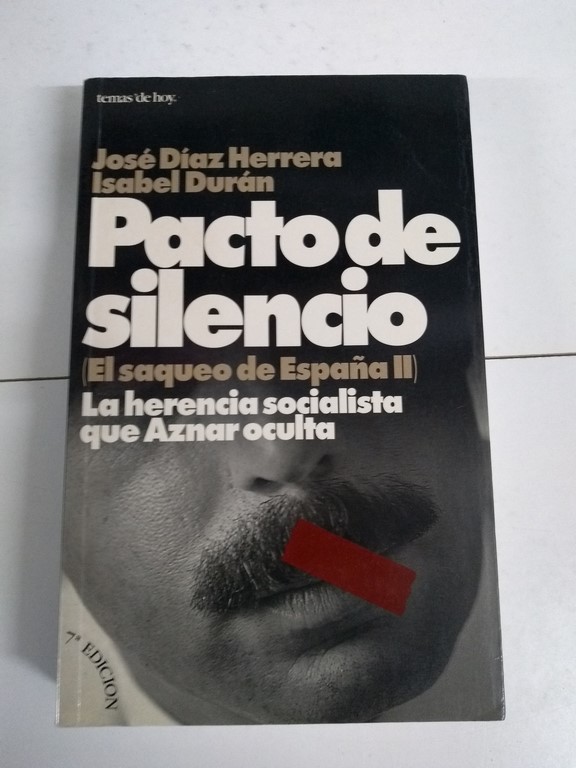 temas'de hoy.
José Díaz Herrera
Isabel Durán
Pacto de
silencio
(El saqueo de España II)
La herencia socialista
que Aznar oculta
7ª EDICION